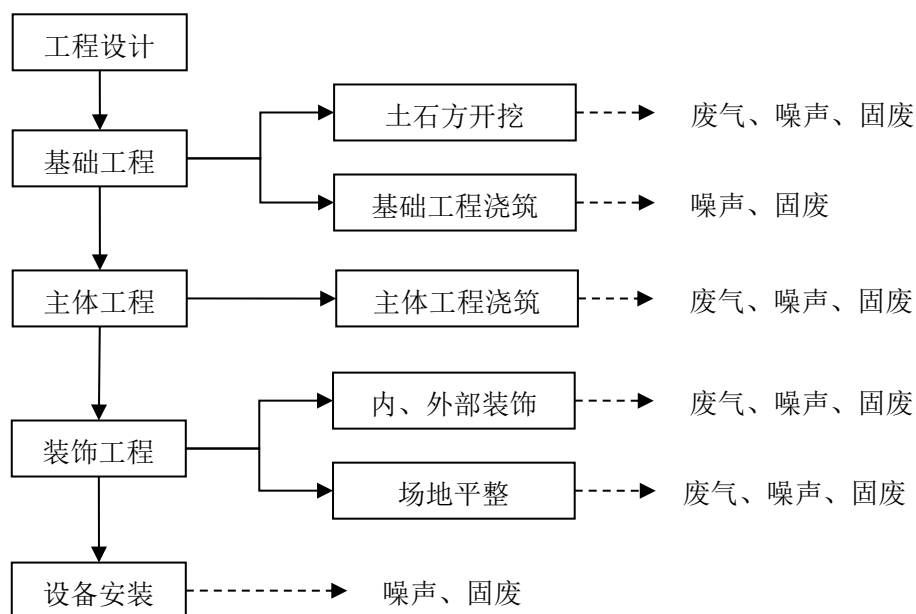 工程设计
土石方开挖
废气、噪声、固废
基础工程
基础工程浇筑
噪声、固废
主体工程
主体工程浇筑
废气、噪声、固废
内、外部装饰
废气、噪声、固废
装饰工程
场地平整
废气、噪声、固废
设备安装
噪声、固废